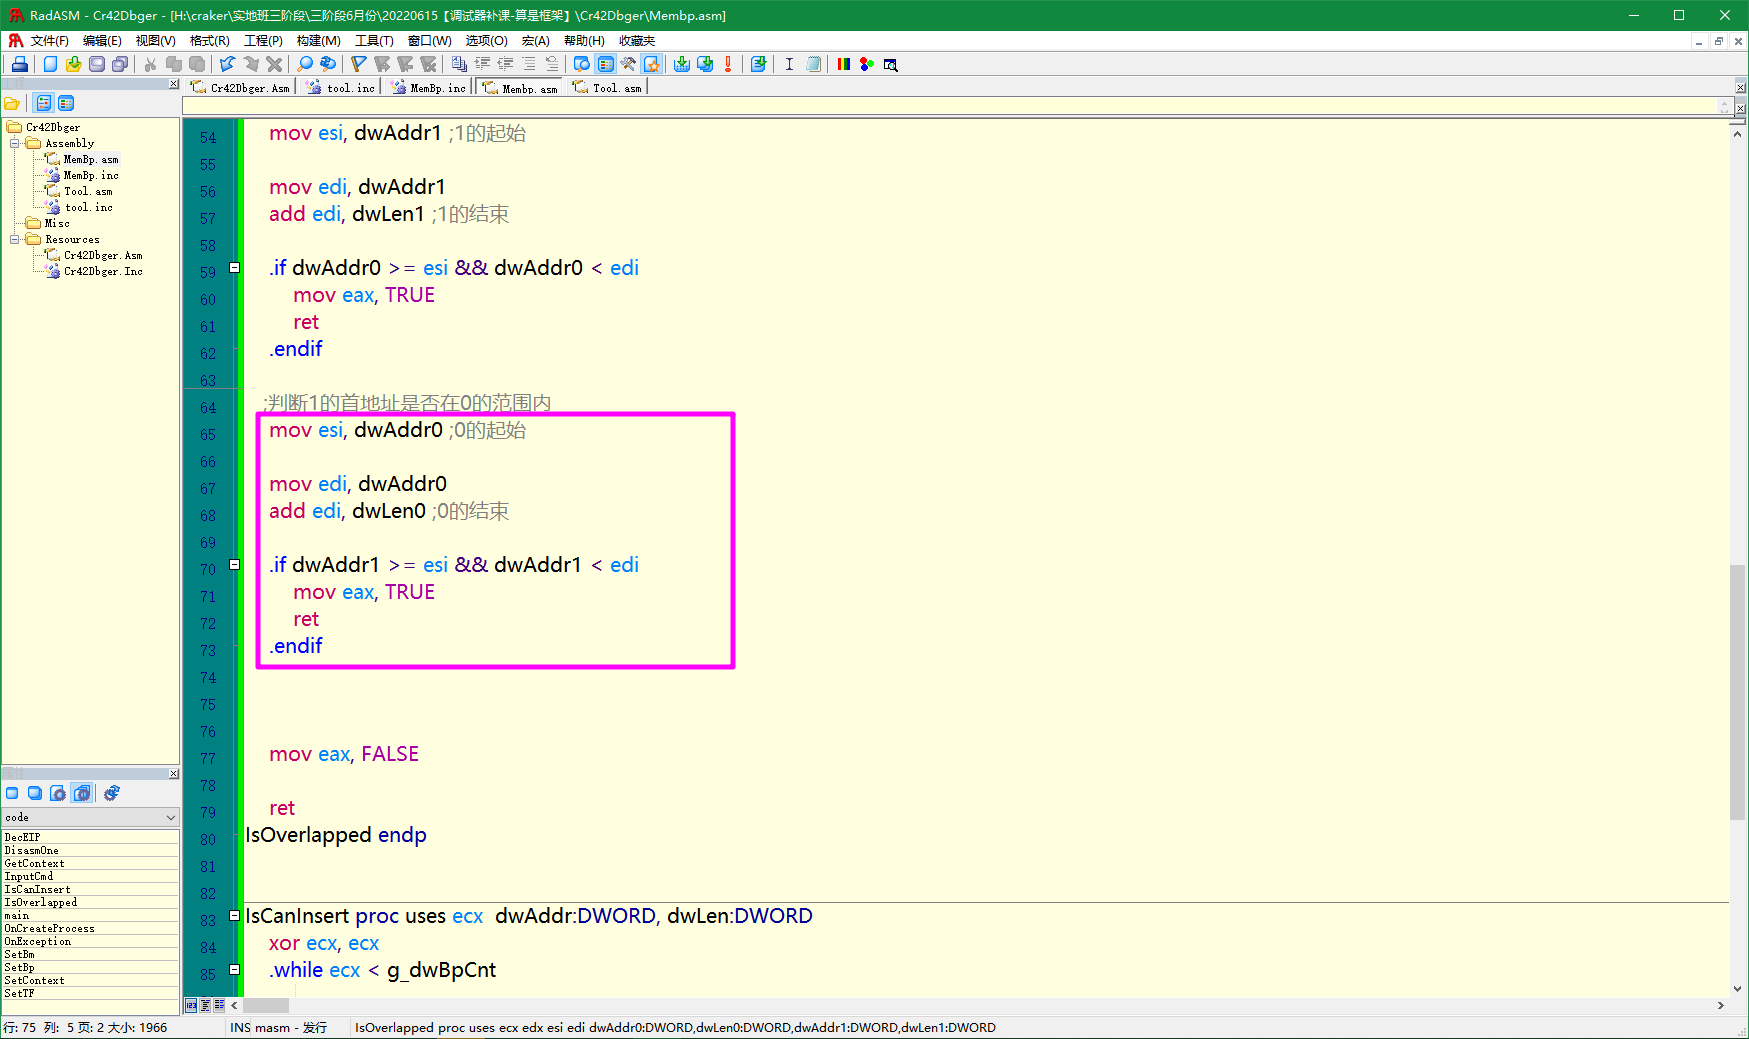 RadASM - Cr42Dbger - [H:\craker\实地班三阶段\三阶段6月份\20220615【调试器补课-算是框架】\Cr42Dbger\Membp.asm]
文件(F) 编辑(E) 视图(V) 格式(R) 工程(P) 构建(M) 工具(T) 窗口(W) 选项(O) 宏(A) 帮助(H) 收藏夹
Cr42Dbger.Asm tool.inc MemBp.inc Membp.asm Tool.asm
Cr42Dbger
Assembly
MemBp.asm
MemBp.inc
Tool.asm
tool.inc
Misc
Resources
Cr42Dbger.Asm
Cr42Dbger.Inc
code
DecEIP
DisasmOne
GetContext
InputCmd
IsCanInsert
IsOverlapped
main
OnCreateProcess
OnException
SetBm
SetBp
SetContext
SetTF
54 mov esi, dwAddr1 ;1的起始
55
56 mov edi, dwAddr1
57 add edi, dwLen1 ;1的结束
58
59 .if dwAddr0 >= esi && dwAddr0 < edi
60 mov eax, TRUE
61 ret
62 .endif
63
64 ;判断1的首地址是否在0的范围内
65 mov esi, dwAddr0 ;0的起始
66
67 mov edi, dwAddr0
68 add edi, dwLen0 ;0的结束
69
70 .if dwAddr1 >= esi && dwAddr1 < edi
71 mov eax, TRUE
72 ret
73 .endif
74
75
76
77 mov eax, FALSE
78
79 ret
80 IsOverlapped endp
81
82
83 IsCanInsert proc uses ecx dwAddr:DWORD, dwLen:DWORD
84 xor ecx, ecx
85 .while ecx < g_dwBpCnt
行: 75 列: 5 页: 2 大小: 1966 INS masm - 发行 IsOverlapped proc uses ecx edx esi edi dwAddr0:DWORD,dwLen0:DWORD,dwAddr1:DWORD,dwLen1:DWORD